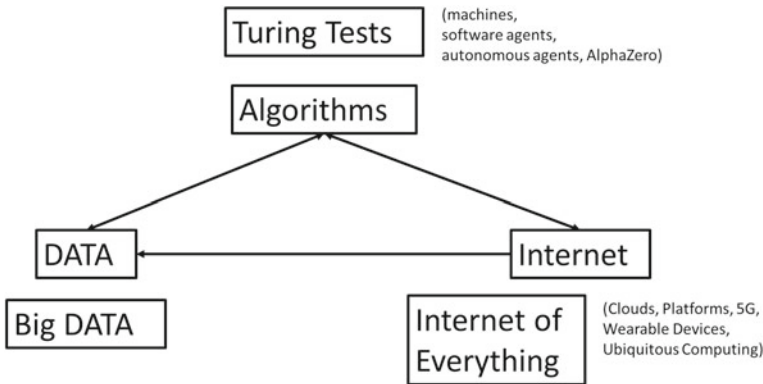 Turing Tests
(machines,
software agents,
autonomous agents, AlphaZero)
Algorithms
DATA
Internet
Big DATA
Internet of
Everything
(Clouds, Platforms, 5G,
Wearable Devices,
Ubiquitous Computing)